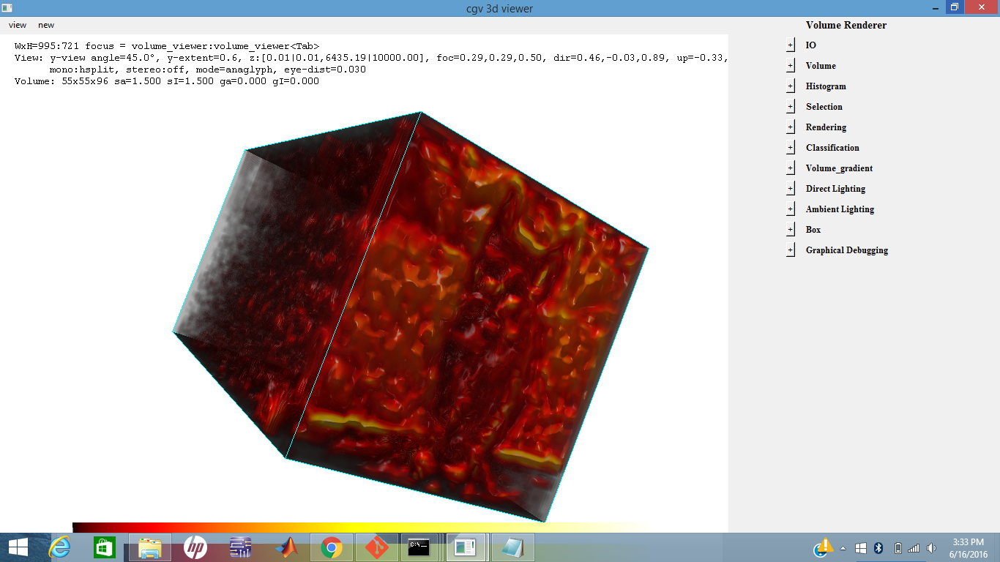 cgv 3d viewer
view new
WxH=995:721 focus = volume_viewer:volume_viewer<Tab>
View: y-view angle=45.0°, y-extent=0.6, z:[0.01|0.01,6435.19|10000.00], foc=0.29,0.29,0.50, dir=0.46,-0.03,0.89, up=-0.33,
mono:hsplit, stereo:off, mode=anaglyph, eye-dist=0.030
Volume: 55x55x96 sa=1.500 sI=1.500 ga=0.000 gI=0.000
Volume Renderer
+ IO
+ Volume
+ Histogram
+ Selection
+ Rendering
+ Classification
+ Volume_gradient
+ Direct Lighting
+ Ambient Lighting
+ Box
+ Graphical Debugging
hp
C:\.
3:33 PM
6/16/2016